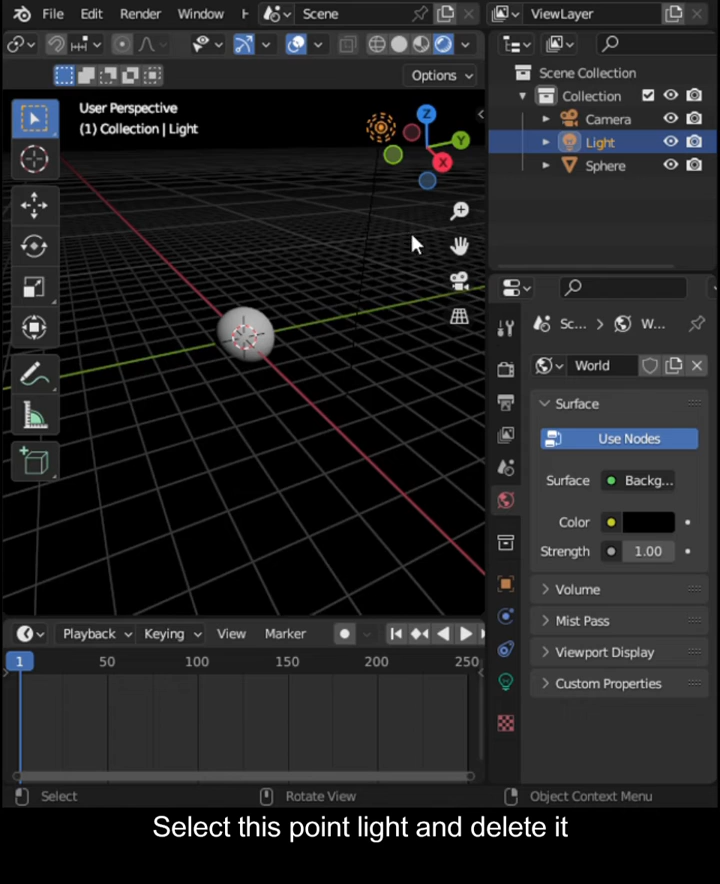 File Edit Render Window Scene ViewLayer
Options
User Perspective
(1) Collection | Light
Z
Y
X
Scene Collection
Collection
Camera
Light
Sphere
Sc... > W...
World
Surface
Use Nodes
Surface Backg...
Color
Strength 1.00
Volume
Mist Pass
Viewport Display
Custom Properties
Playback Keying View Marker
1 50 100 150 200 250
Select Rotate View Object Context Menu
Select this point light and delete it